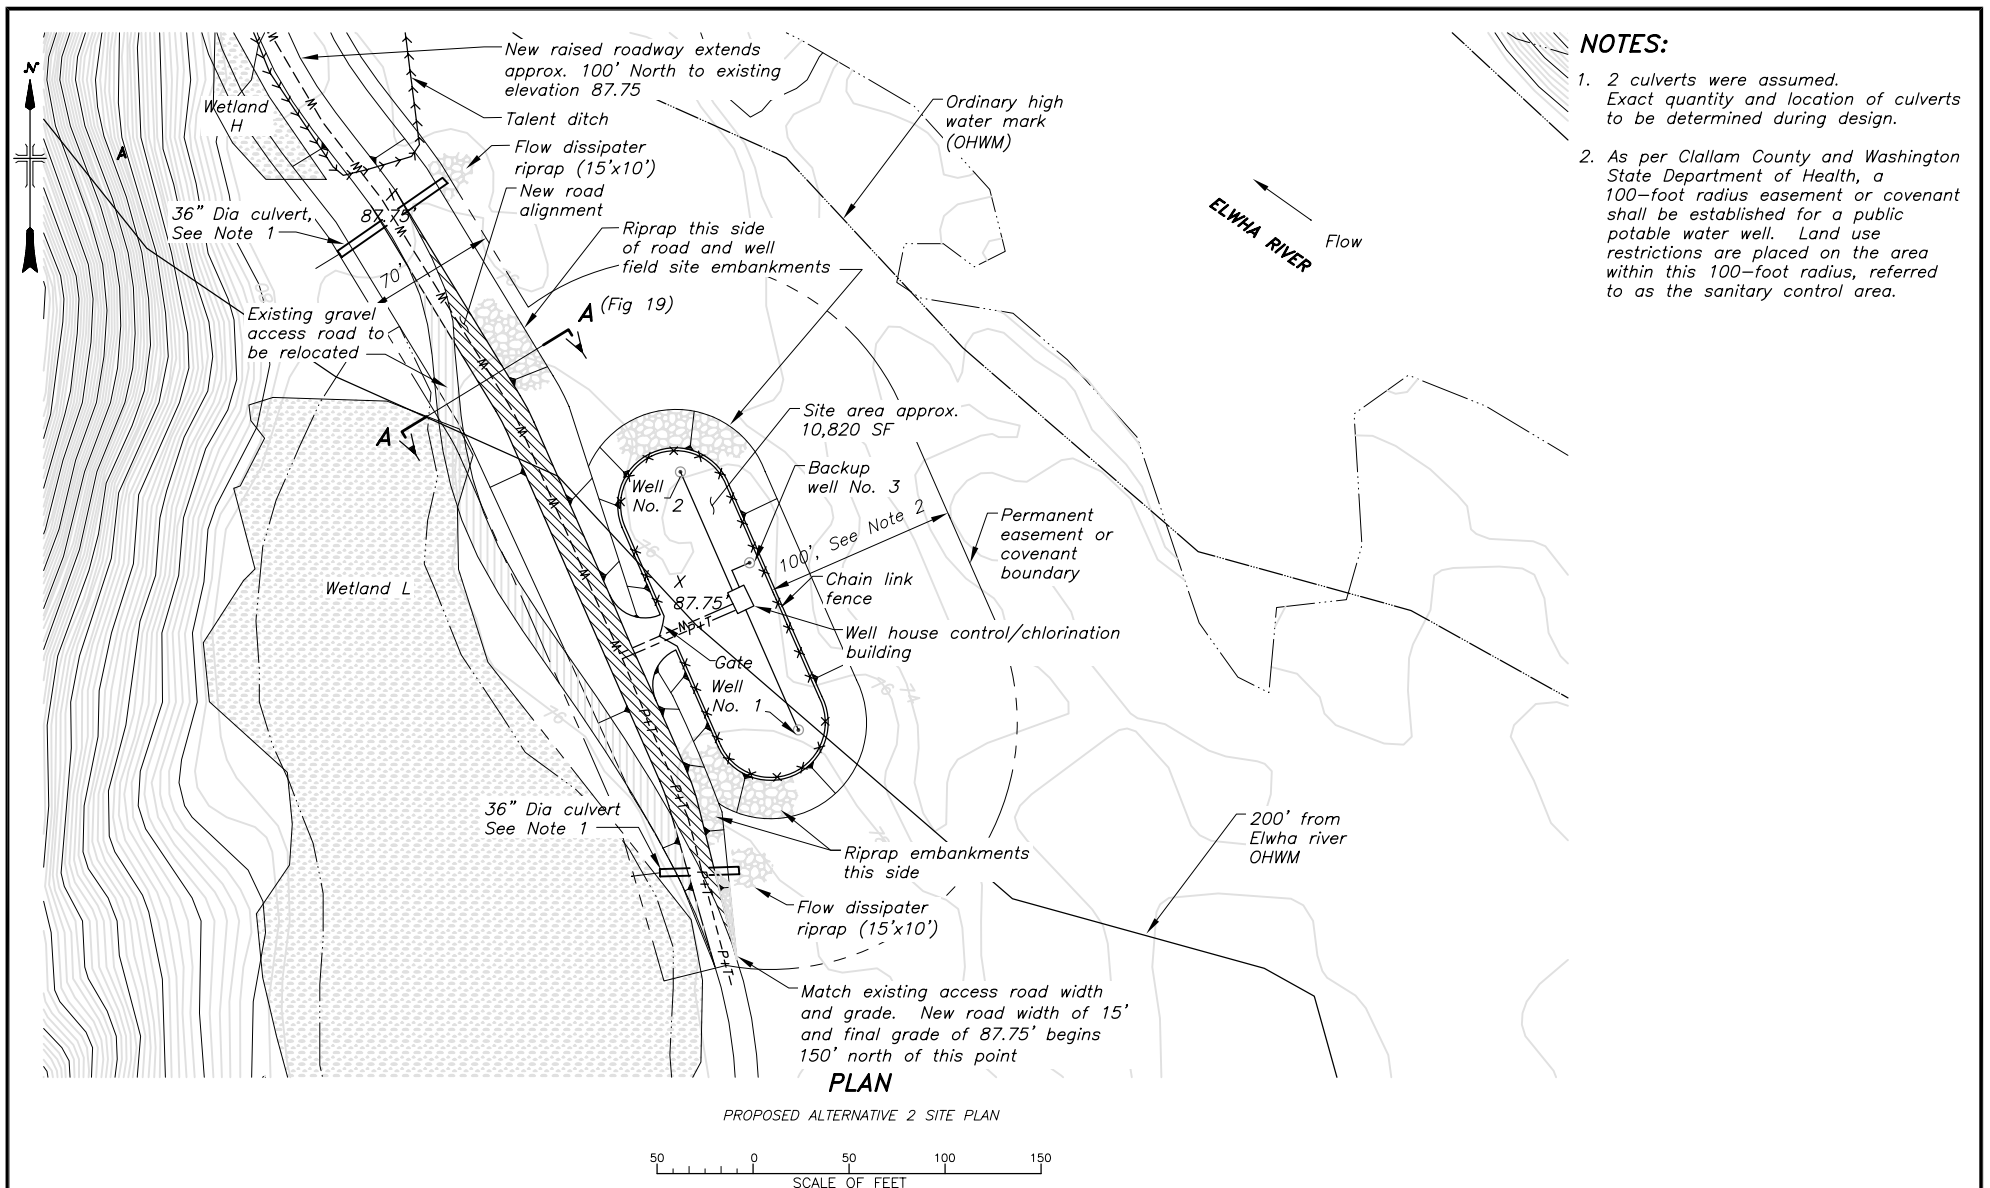 New raised roadway extends
approx. 100' North to existing
elevation 87.75
Talent ditch
Flow dissipater
riprap (15'x10')
New road
alignment
Riprap this side
of road and well
field site embankments
N
Wetland
H
A
36" Dia culvert,
See Note 1
X
87.75'
70'
Existing gravel
access road to
be relocated
A
(Fig 19)
A
Ordinary high
water mark
(OHWM)
ELWHA RIVER
Flow
NOTES:
1. 2 culverts were assumed.
Exact quantity and location of culverts
to be determined during design.
2. As per Clallam County and Washington
State Department of Health, a
100-foot radius easement or covenant
shall be established for a public
potable water well. Land use
restrictions are placed on the area
within this 100-foot radius, referred
to as the sanitary control area.
Site area approx.
10,820 SF
Backup
well No. 3
Well
No. 2
100', See Note 2
Permanent
easement or
covenant
boundary
Chain link
fence
X
87.75'
Wetland L
Well house control/chlorination
building
Gate
Well
No. 1
W
W
W
W
W
W
W
W
W
W
P+T
P+T
P+T
P+T
P+T
76
76
76
74
76
76
36" Dia culvert
See Note 1
Riprap embankments
this side
Flow dissipater
riprap (15'x10')
200' from
Elwha river
OHWM
Match existing access road width
and grade. New road width of 15'
and final grade of 87.75' begins
150' north of this point
PLAN
PROPOSED ALTERNATIVE 2 SITE PLAN
50 0 50 100 150
SCALE OF FEET